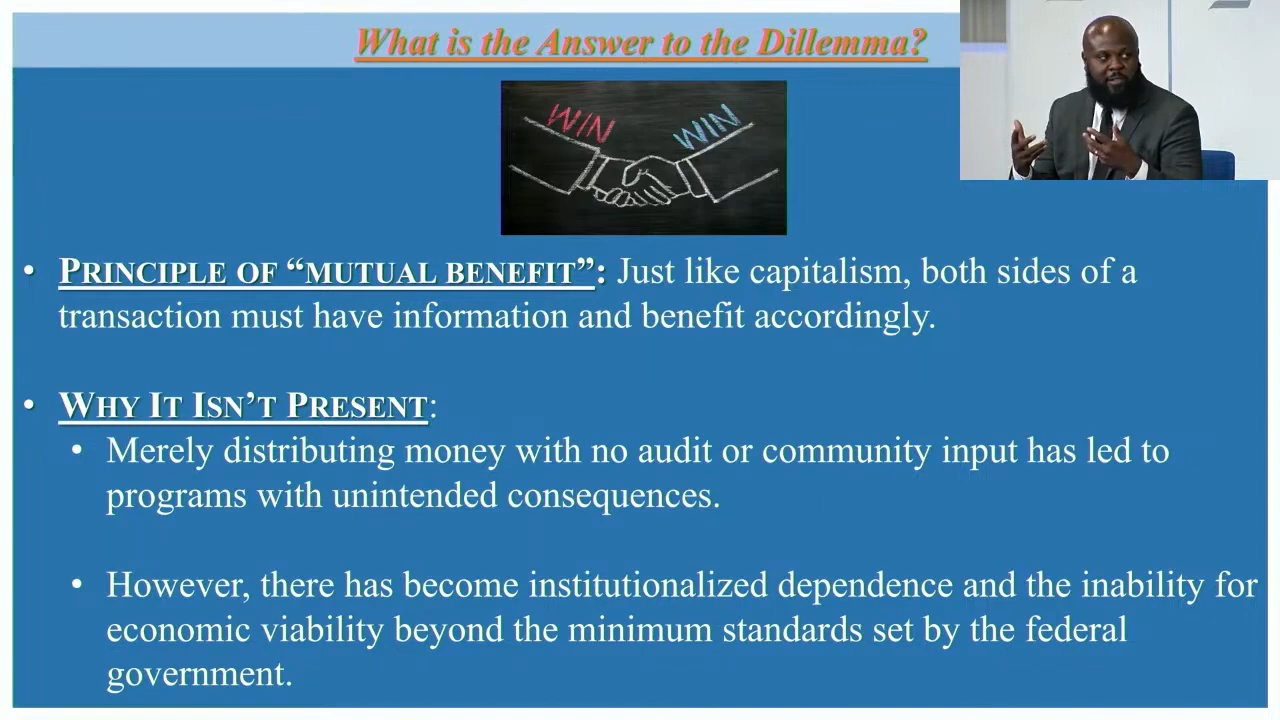 What is the Answer to the Dillemma?
WIN WIN
• PRINCIPLE OF “MUTUAL BENEFIT”: Just like capitalism, both sides of a
transaction must have information and benefit accordingly.
• WHY IT ISN’T PRESENT:
• Merely distributing money with no audit or community input has led to
programs with unintended consequences.
• However, there has become institutionalized dependence and the inability for
economic viability beyond the minimum standards set by the federal
government.